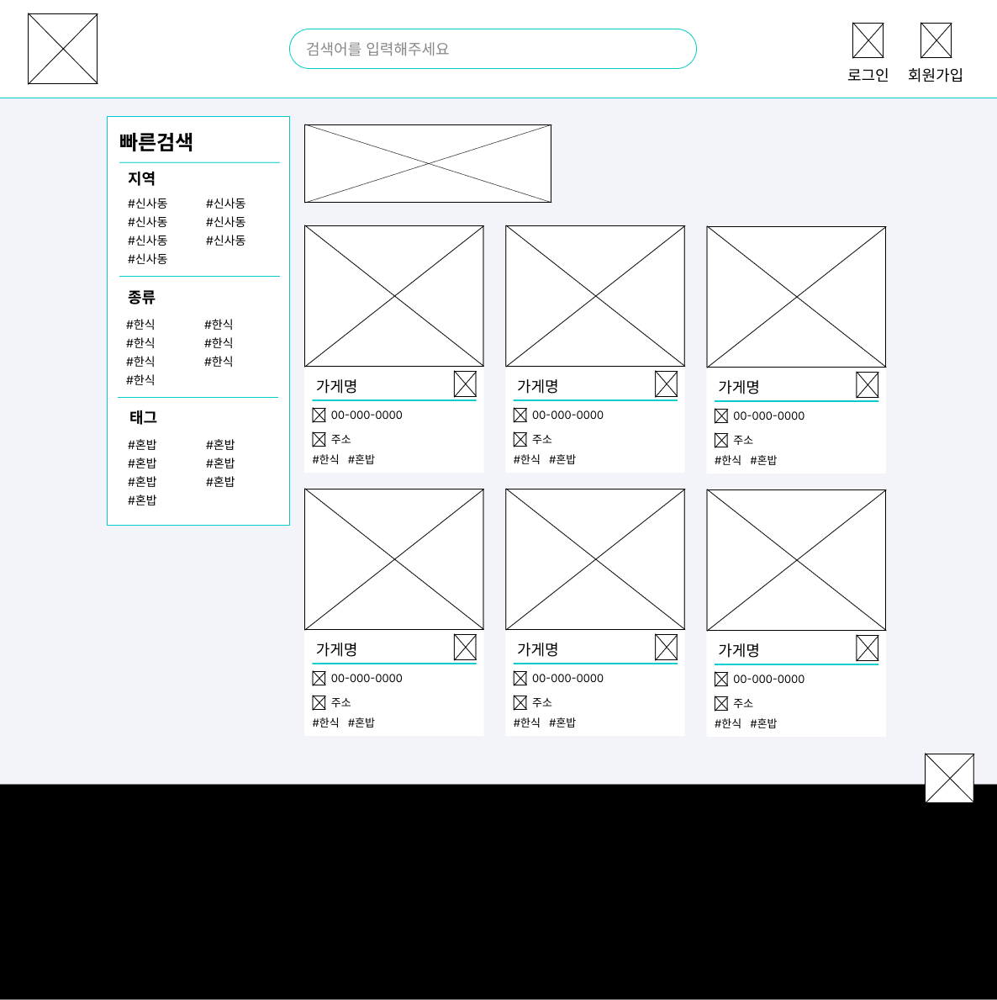 검색어를 입력해주세요
로그인 회원가입
빠른검색
지역
#신사동 #신사동
#신사동 #신사동
#신사동 #신사동
#신사동
종류
#한식 #한식
#한식 #한식
#한식 #한식
#한식
태그
#혼밥 #혼밥
#혼밥 #혼밥
#혼밥 #혼밥
#혼밥
가게명
00-000-0000
주소
#한식 #혼밥
가게명
00-000-0000
주소
#한식 #혼밥
가게명
00-000-0000
주소
#한식 #혼밥
가게명
00-000-0000
주소
#한식 #혼밥
가게명
00-000-0000
주소
#한식 #혼밥
가게명
00-000-0000
주소
#한식 #혼밥